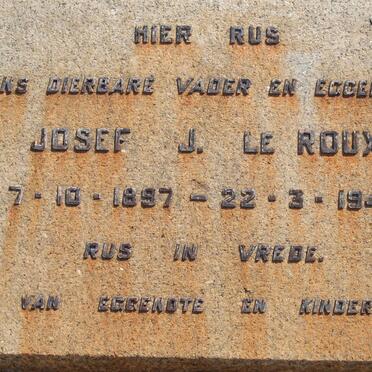 HIER RUS
NS DIERBARE VADER EN EGGE
JOSEF J. LE ROUX
7-10-1897 - 22-3-19
RUS IN VREDE.
VAN EGGENOTE EN KINDER